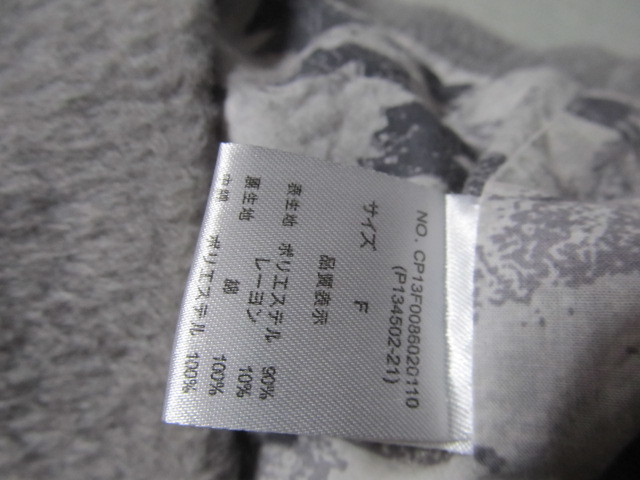 NO. CP13F0086020110
(P134502-21)
サイズ F
品質表示
表生地 ポリエステル 90%
レーヨン 10%
裏生地 綿 100%
中綿 ポリエステル 100%